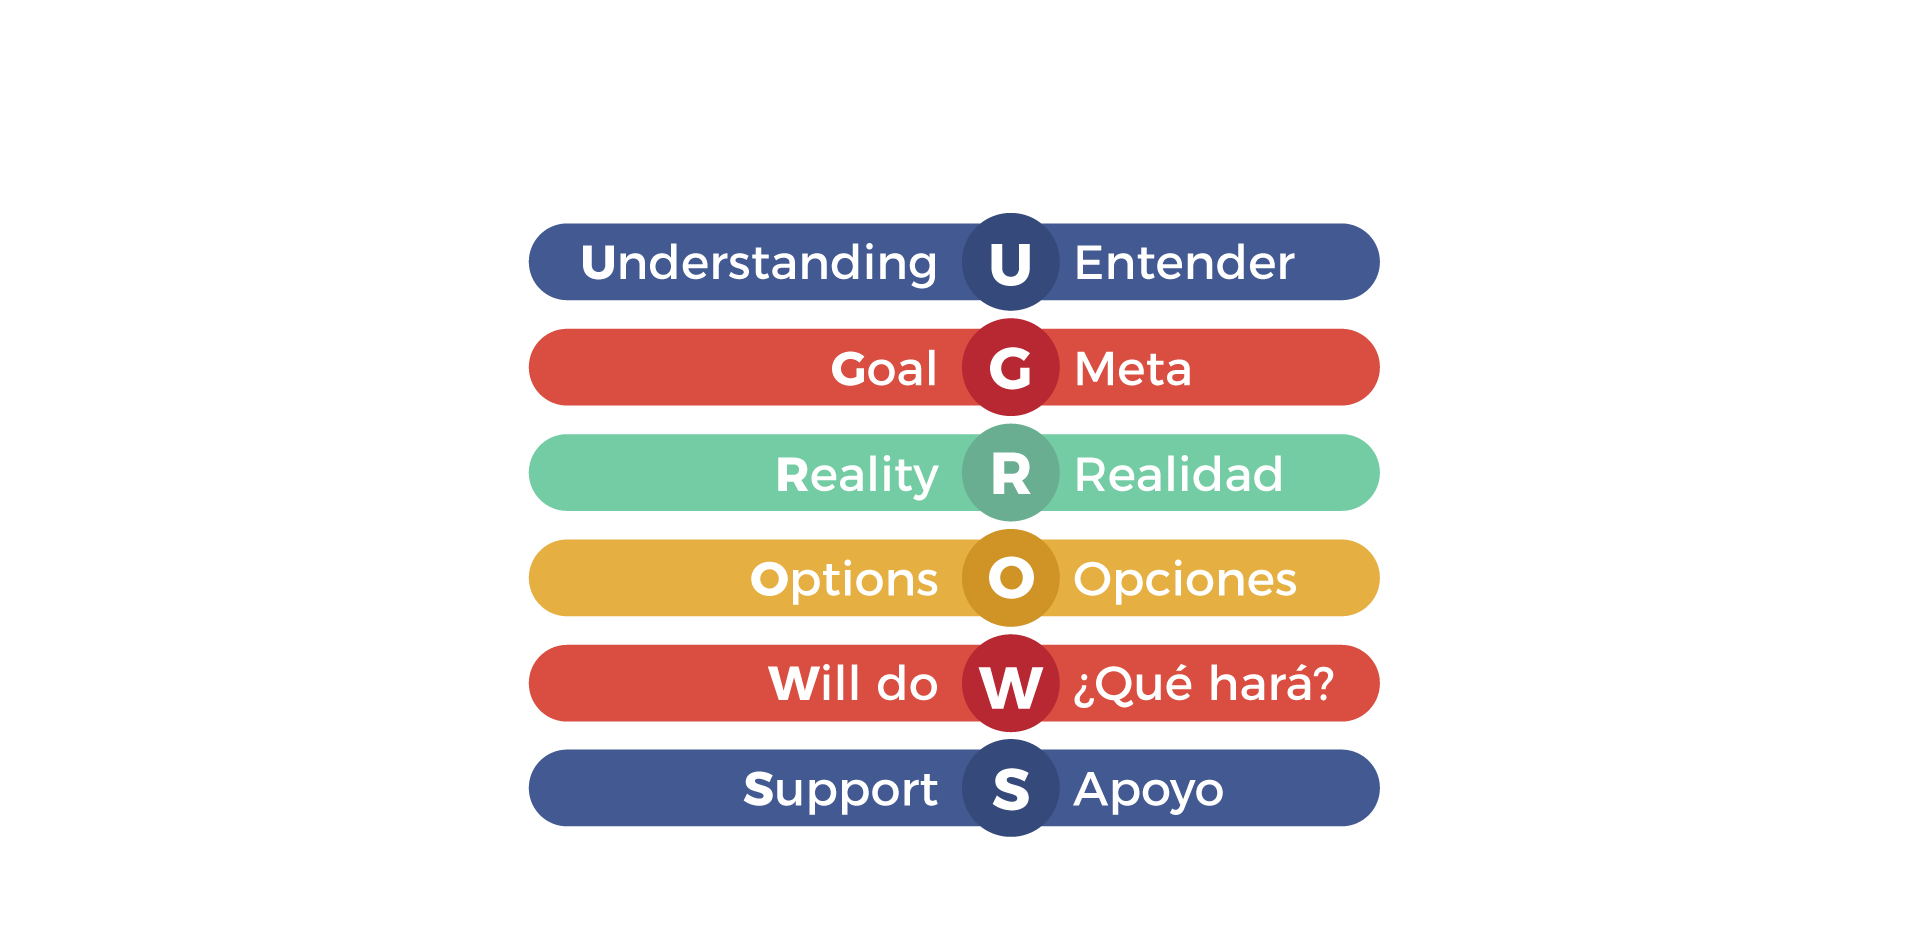 Understanding U Entender
Goal G Meta
Reality R Realidad
Options O Opciones
Will do W ¿Qué hará?
Support S Apoyo